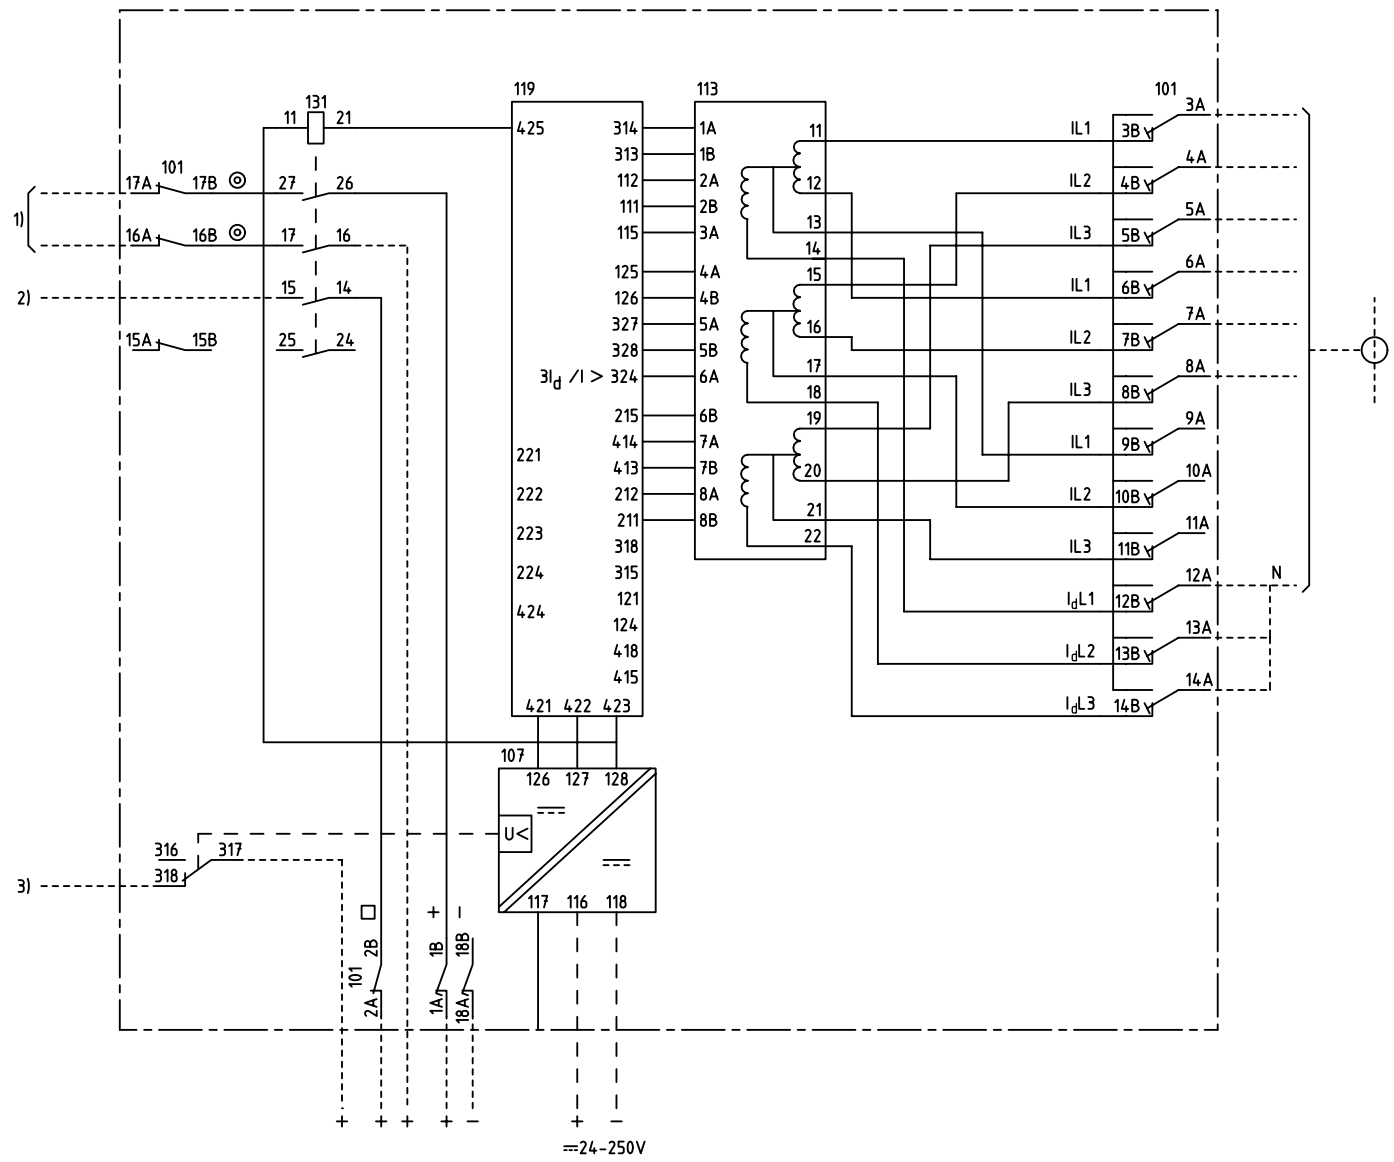 119 113 101
131
11 21 425 314 1A 11 IL1 3B 3A
313 1B
101
17A 17B 27 26 112 2A 12 IL2 4B 4A
111 2B
1) 16A 16B 17 16 115 3A 13 IL3 5B 5A
14
125 4A 15 IL1 6B 6A
2) 15 14 126 4B
327 5A 16 IL2 7B 7A
15A 15B 25 24 328 5B
3Id /I > 324 6A 17
18 IL3 8B 8A
215 6B 19
414 7A IL1 9B 9A
221 413 7B 20
222 212 8A IL2 10B 10A
223 211 8B 21
224 318 22 IL3 11B 11A
315
424 121 IdL1 12B 12A N
124
418 IdL2 13B 13A
415
421 422 423 IdL3 14B 14A
107
126 127 128
U<
316 317
3) 318
117 116 118
+ −
2B 1B 18B
101
2A 1A 18A
+ + + + − + −
⎓24-250V